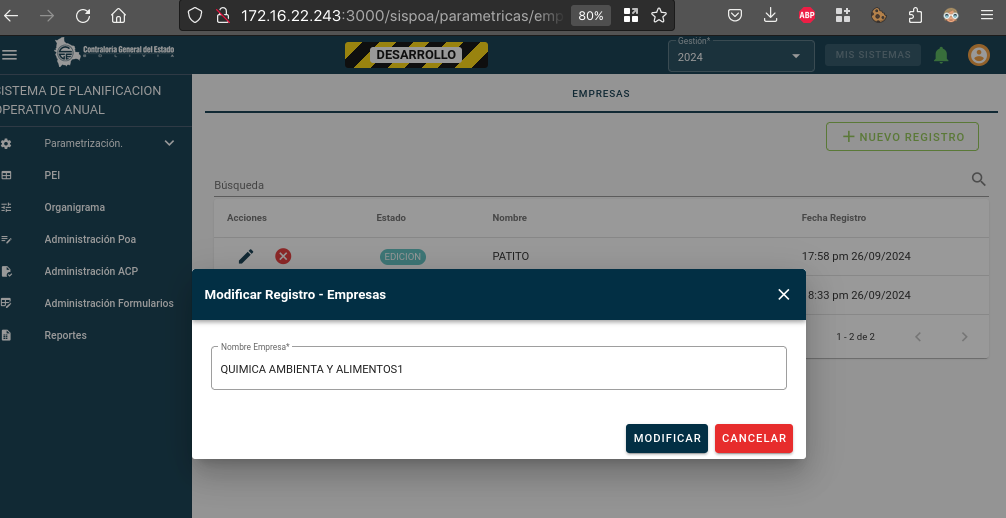 172.16.22.243:3000/sispoa/parametricas/emp
80%
ABP
Contraloría General del Estado
BOLIVIA
DESARROLLO
Gestión*
2024
MIS SISTEMAS
ISTEMA DE PLANIFICACION
OPERATIVO ANUAL
Parametrización.
PEI
Organigrama
Administración Poa
Administración ACP
Administración Formularios
Reportes
EMPRESAS
NUEVO REGISTRO
Búsqueda
Acciones Estado Nombre Fecha Registro
EDICION PATITO 17:58 pm 26/09/2024
8:33 pm 26/09/2024
1 - 2 de 2
Modificar Registro - Empresas
Nombre Empresa*
QUIMICA AMBIENTA Y ALIMENTOS1
MODIFICAR CANCELAR